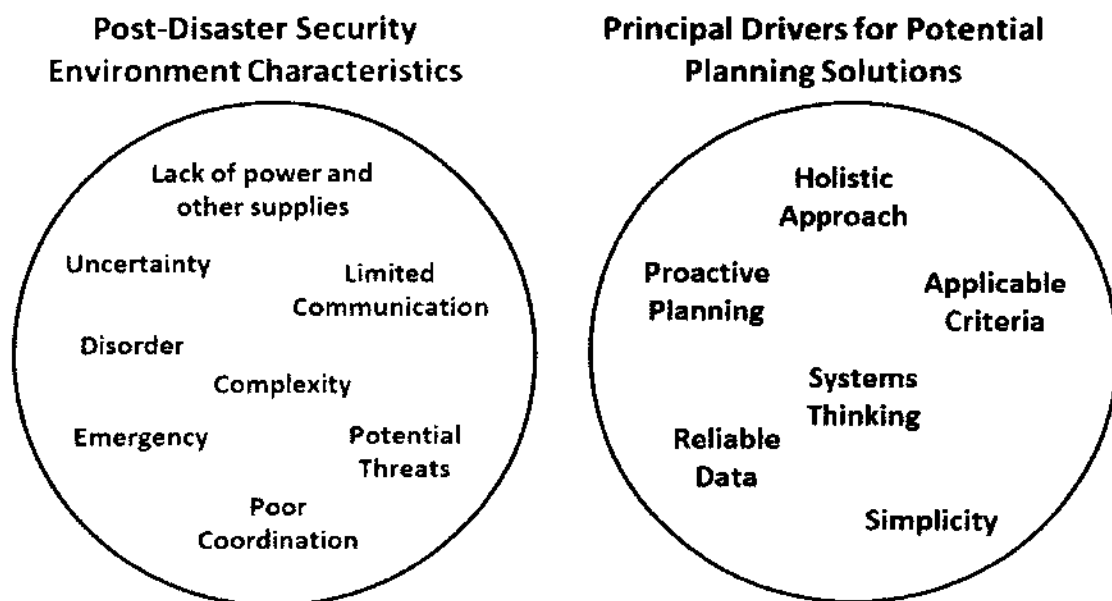 Post-Disaster Security
Environment Characteristics
Lack of power and
other supplies
Uncertainty
Limited
Communication
Disorder
Complexity
Emergency
Potential
Threats
Poor
Coordination
Principal Drivers for Potential
Planning Solutions
Holistic
Approach
Proactive
Planning
Applicable
Criteria
Systems
Thinking
Reliable
Data
Simplicity